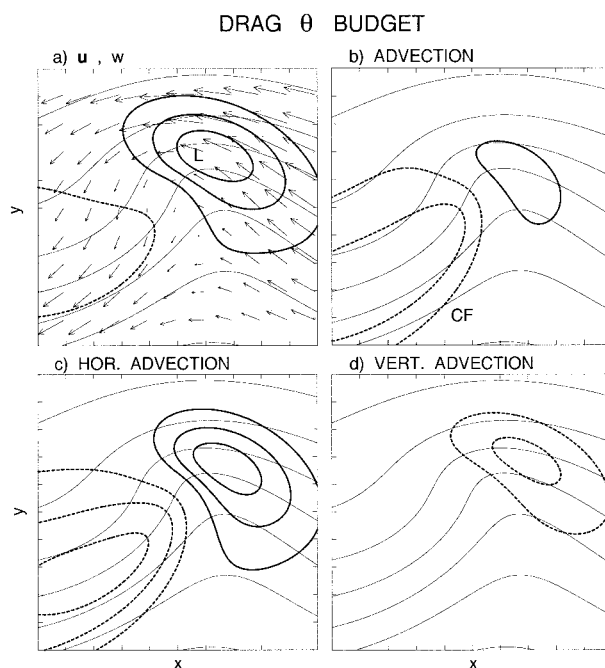 DRAG θ BUDGET
a) u , w
b) ADVECTION
L
y
CF
c) HOR. ADVECTION
d) VERT. ADVECTION
y
x
x